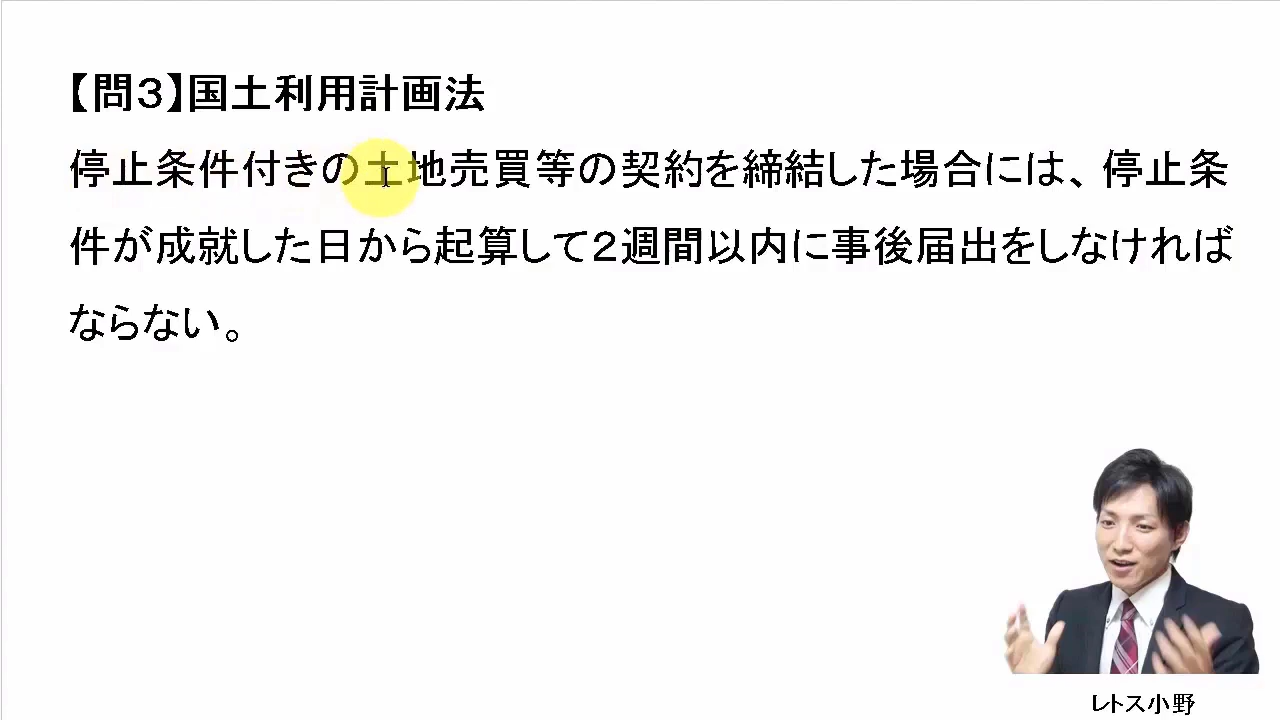 【問３】国土利用計画法
停止条件付きの土地売買等の契約を締結した場合には、停止条
件が成就した日から起算して２週間以内に事後届出をしなければ
ならない。
レトス小野